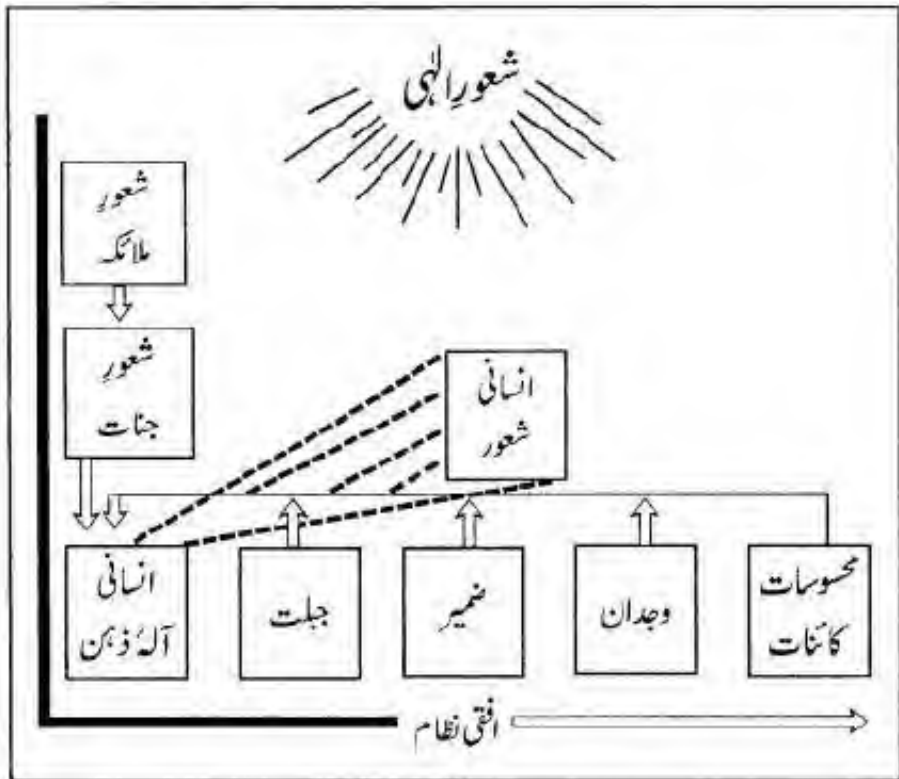 شعورِ الٰہی
شعورِ
ملائکہ
شعورِ
جنات
انسانی
شعور
محسوسات
کائنات
وجدان
ضمیر
جبلت
انسانی
آلۂ ذہن
افقی نظام